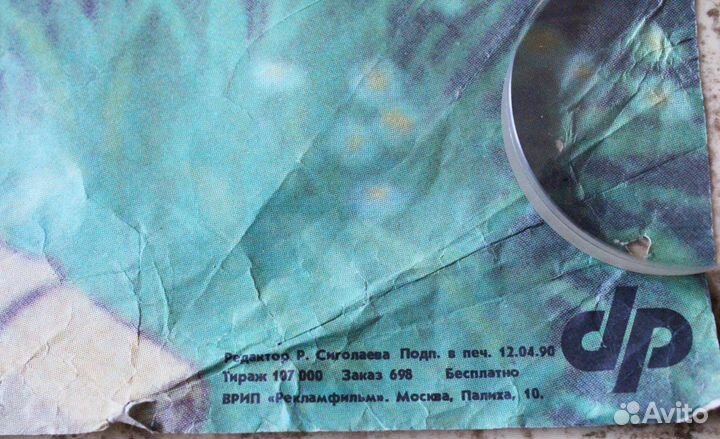 Редактор Р. Сиголаева Подп. в печ. 12.04.90
Тираж 107 000 Заказ 698 Бесплатно
ВРИП «Рекламфильм». Москва, Палиха, 10.
dp
Avito